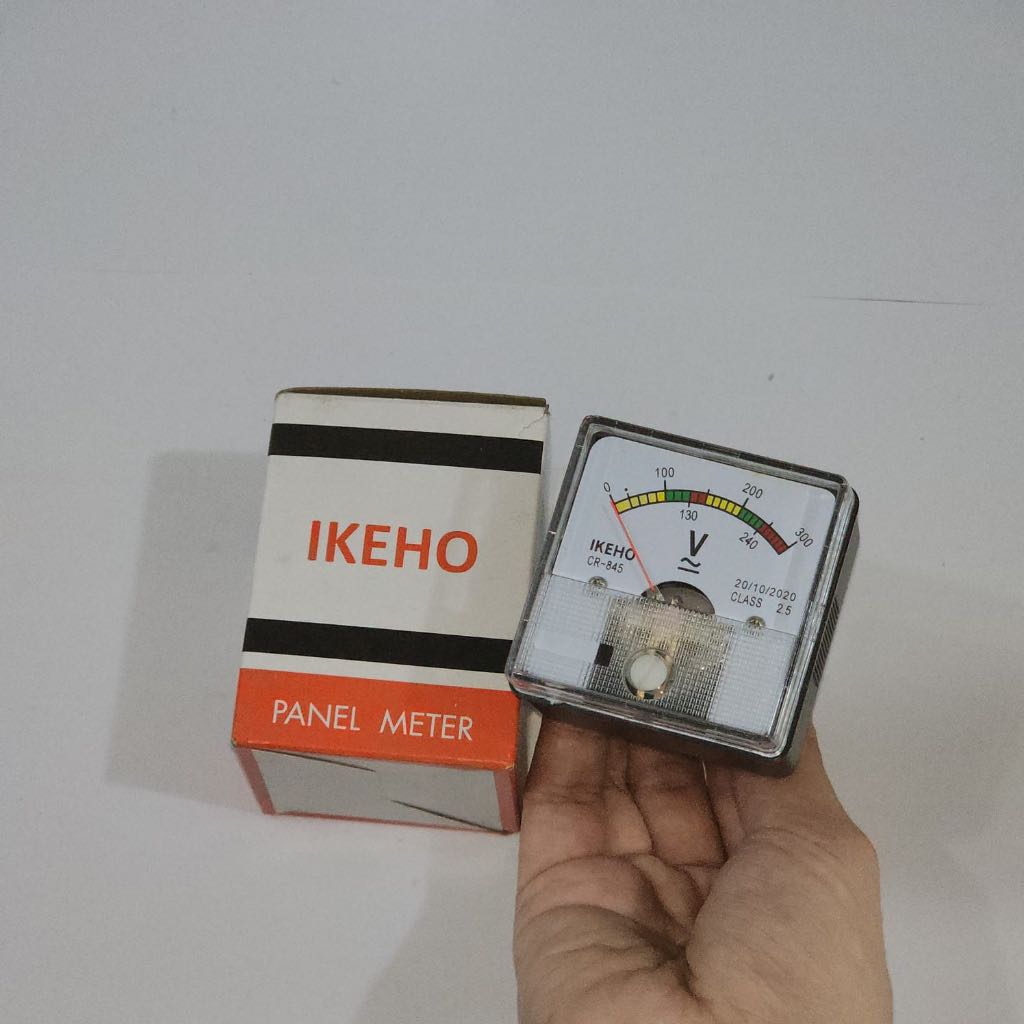 IKEHO
PANEL METER
0 100 200 300
130 240
V
IKEHO
CR-845
20/10/2020
CLASS 2.5